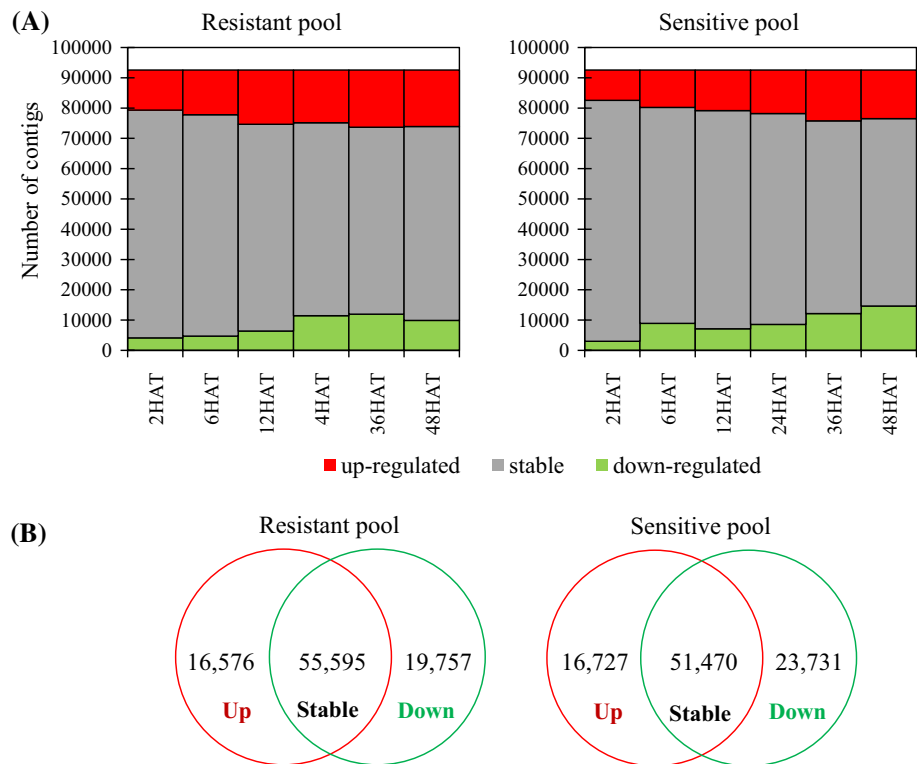 (A)
Resistant pool
Sensitive pool
Number of contigs
100000
90000
80000
70000
60000
50000
40000
30000
20000
10000
0
2HAT
6HAT
12HAT
4HAT
36HAT
48HAT
100000
90000
80000
70000
60000
50000
40000
30000
20000
10000
0
2HAT
6HAT
12HAT
24HAT
36HAT
48HAT
up-regulated stable down-regulated
(B)
Resistant pool
Sensitive pool
16,576 55,595 19,757
Up Stable Down
16,727 51,470 23,731
Up Stable Down